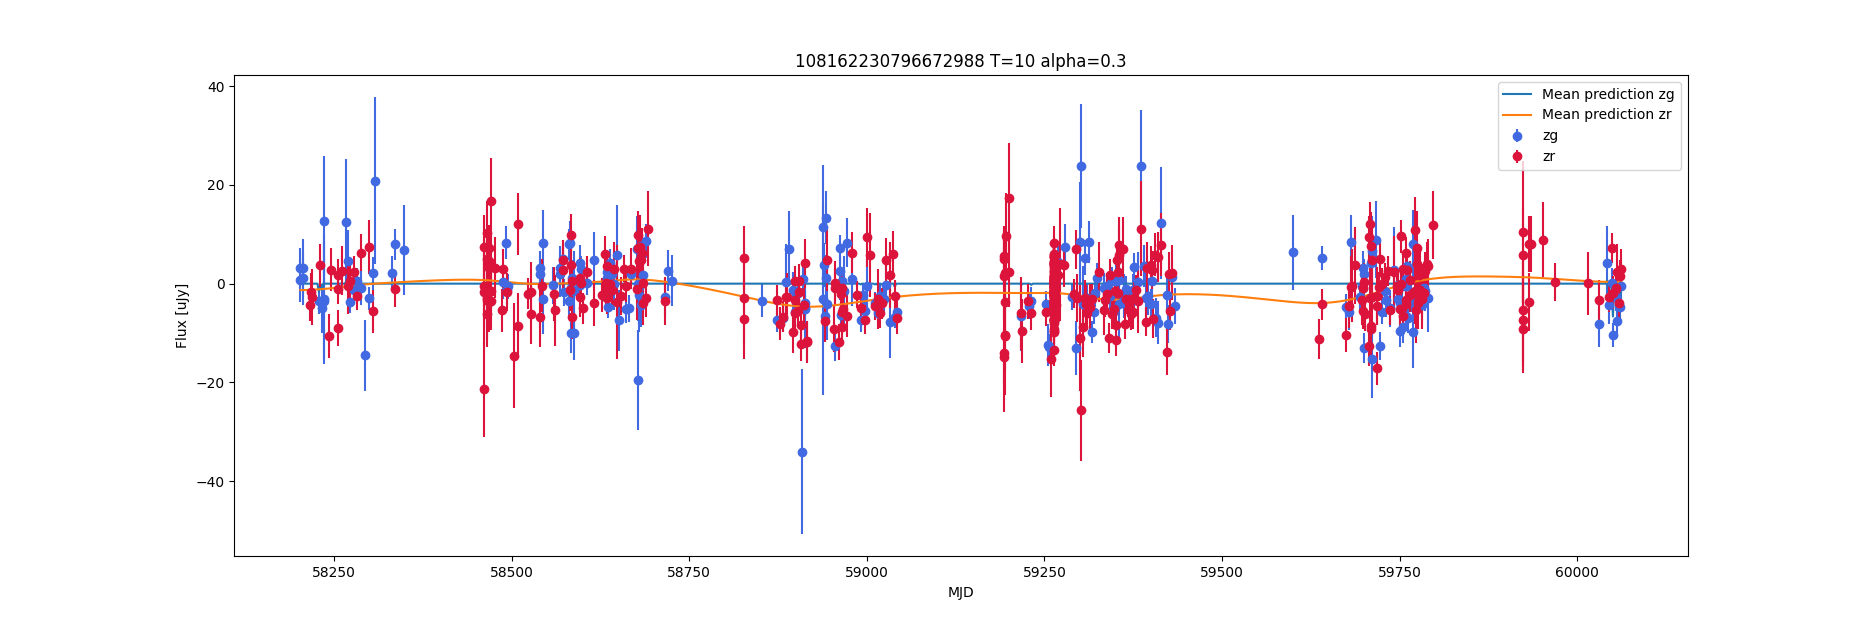 108162230796672988 T=10 alpha=0.3
Mean prediction zg
Mean prediction zr
zg
zr
Flux [uJy]
40
20
0
−20
−40
58250 58500 58750 59000 59250 59500 59750 60000
MJD